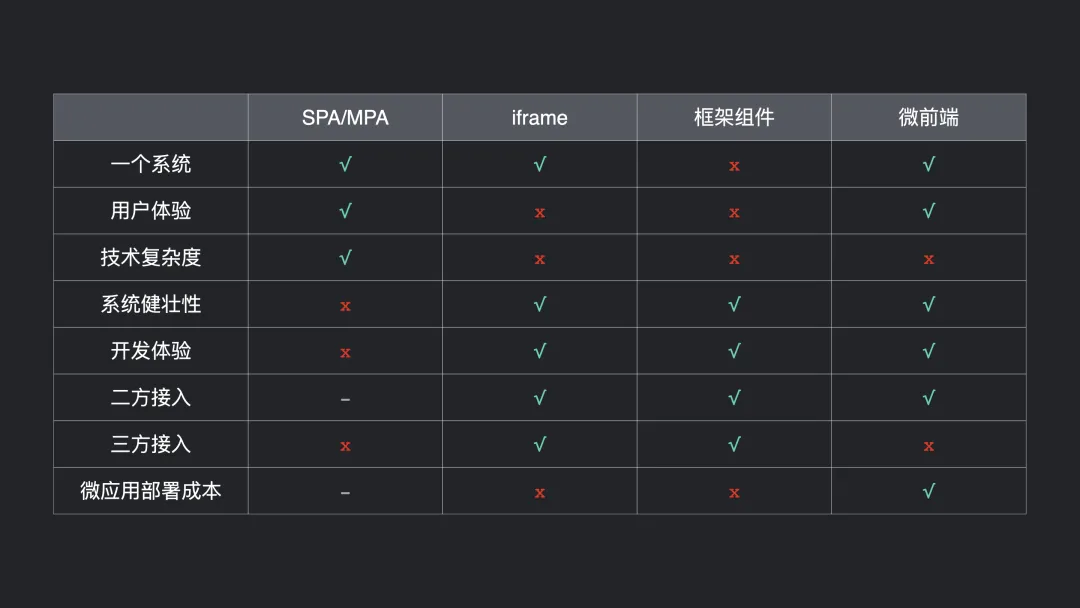 SPA/MPA iframe 框架组件 微前端
一个系统 √ √ x √
用户体验 √ x x √
技术复杂度 √ x x x
系统健壮性 x √ √ √
开发体验 x √ √ √
二方接入 – √ √ √
三方接入 x √ √ x
微应用部署成本 – x x √